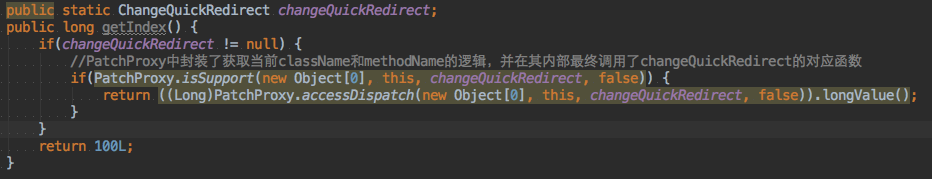 public static ChangeQuickRedirect changeQuickRedirect;
public long getIndex() {
    if(changeQuickRedirect != null) {
        //PatchProxy中封装了获取当前className和methodName的逻辑，并在其内部最终调用了changeQuickRedirect的对应函数
        if(PatchProxy.isSupport(new Object[0], this, changeQuickRedirect, false)) {
            return ((Long)PatchProxy.accessDispatch(new Object[0], this, changeQuickRedirect, false)).longValue();
        }
    }
    return 100L;
}